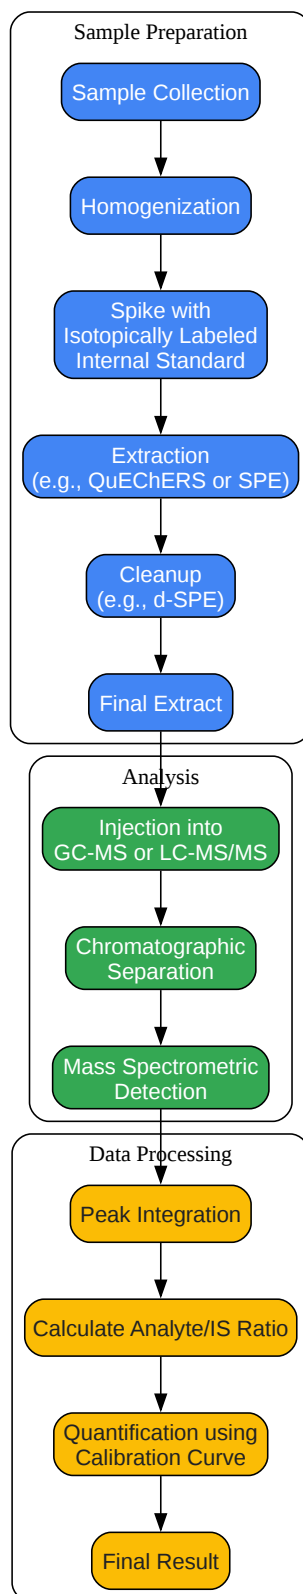 Sample Preparation
Sample Collection
Homogenization
Spike with
Isotopically Labeled
Internal Standard
Extraction
(e.g., QuEChERS or SPE)
Cleanup
(e.g., d-SPE)
Final Extract
Analysis
Injection into
GC-MS or LC-MS/MS
Chromatographic
Separation
Mass Spectrometric
Detection
Data Processing
Peak Integration
Calculate Analyte/IS Ratio
Quantification using
Calibration Curve
Final Result